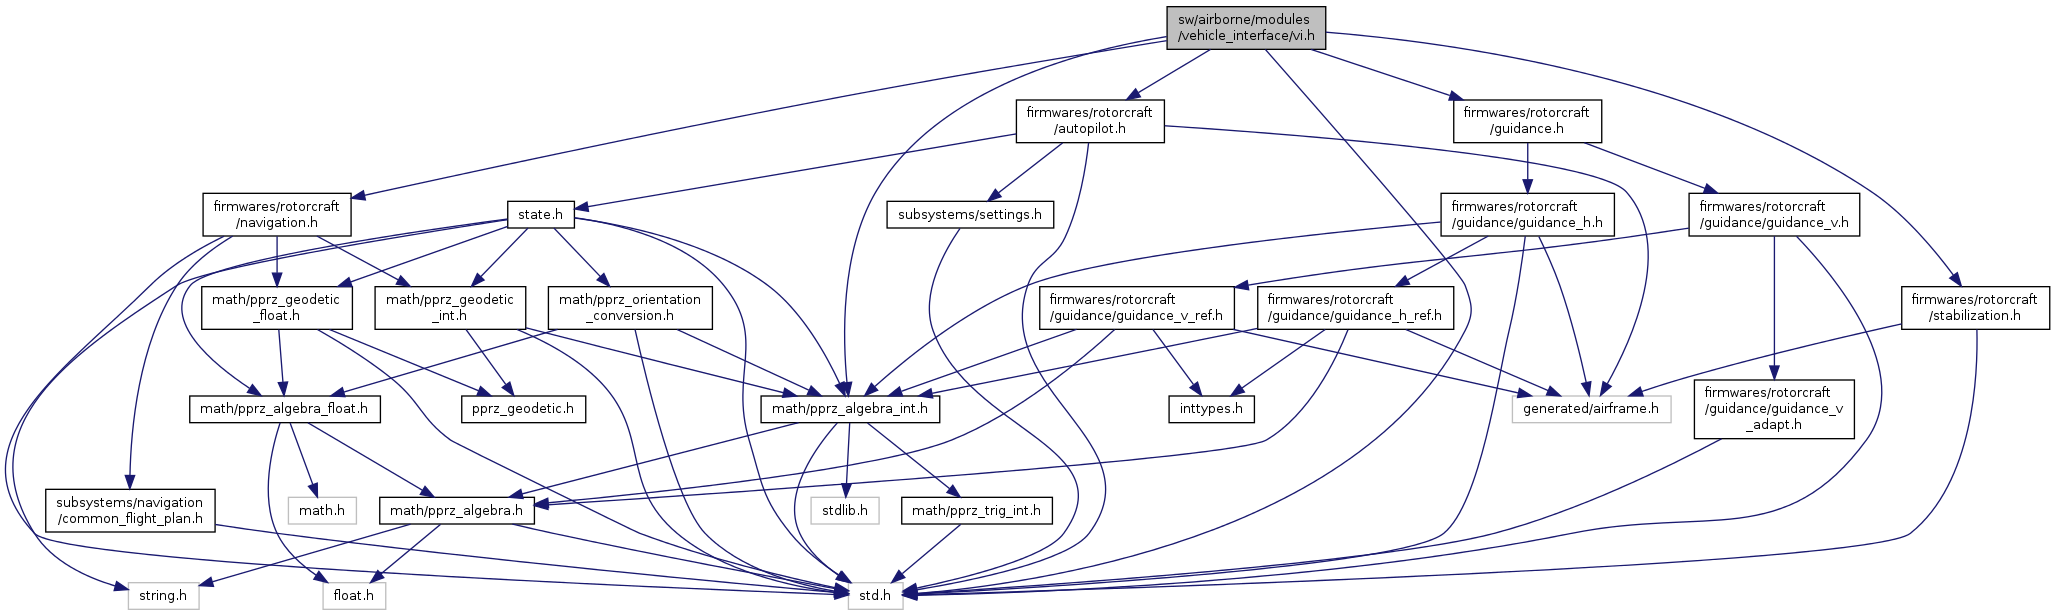 sw/airborne/modules
/vehicle_interface/vi.h
firmwares/rotorcraft
/autopilot.h
firmwares/rotorcraft
/guidance.h
firmwares/rotorcraft
/navigation.h
state.h
subsystems/settings.h
firmwares/rotorcraft
/guidance/guidance_h.h
firmwares/rotorcraft
/guidance/guidance_v.h
math/pprz_geodetic
_float.h
math/pprz_geodetic
_int.h
math/pprz_orientation
_conversion.h
firmwares/rotorcraft
/guidance/guidance_v_ref.h
firmwares/rotorcraft
/guidance/guidance_h_ref.h
firmwares/rotorcraft
/stabilization.h
math/pprz_algebra_float.h
pprz_geodetic.h
math/pprz_algebra_int.h
inttypes.h
generated/airframe.h
firmwares/rotorcraft
/guidance/guidance_v
_adapt.h
subsystems/navigation
/common_flight_plan.h
math.h
math/pprz_algebra.h
stdlib.h
math/pprz_trig_int.h
string.h
float.h
std.h